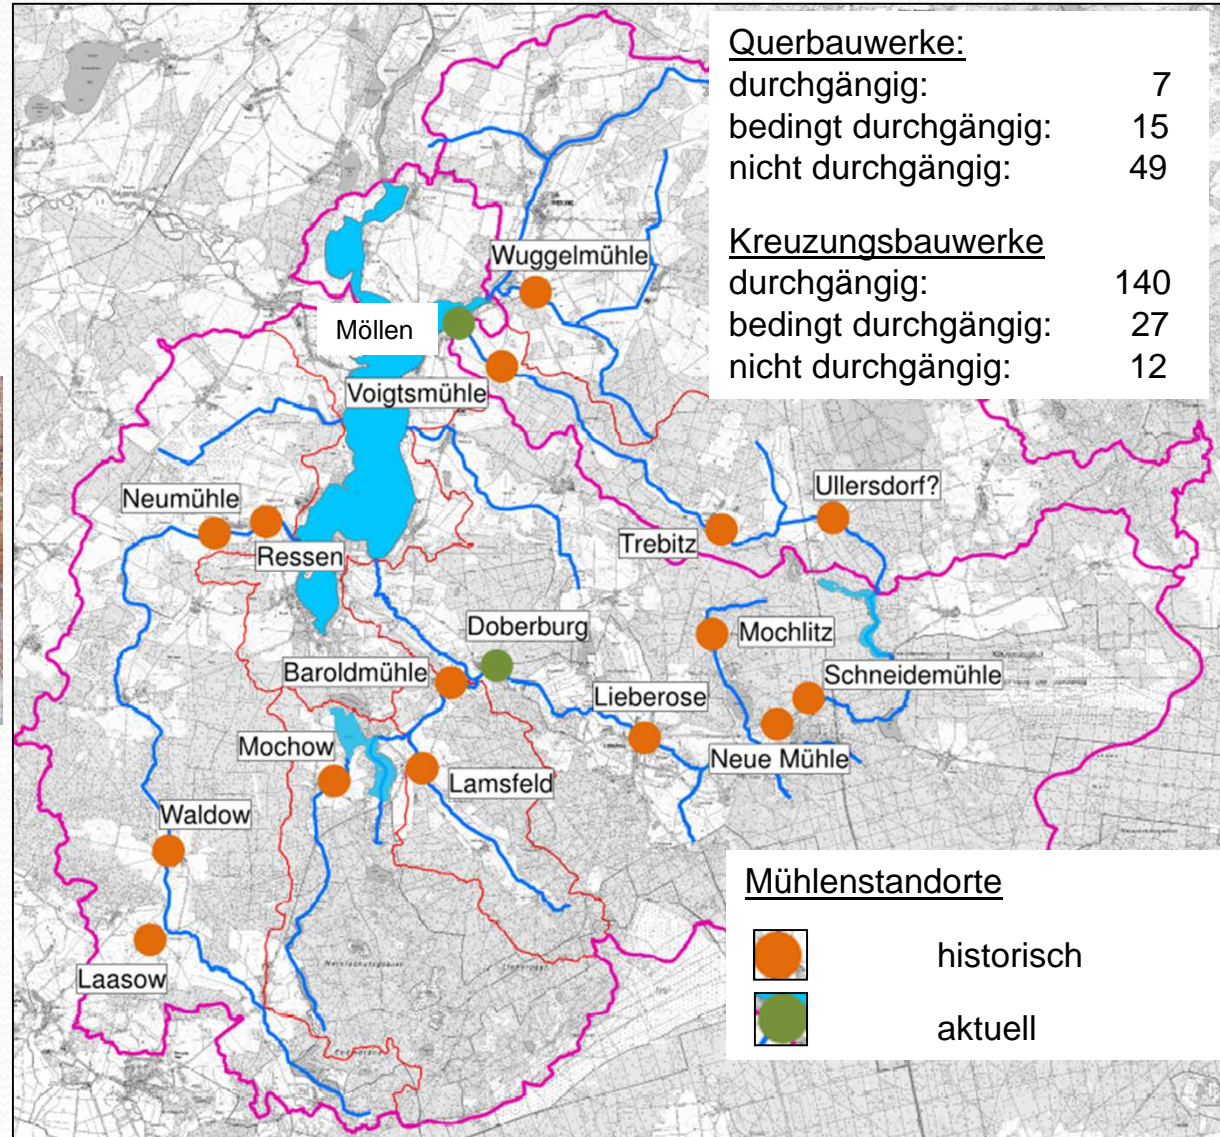 Querbauwerke:
durchgängig: 7
bedingt durchgängig: 15
nicht durchgängig: 49
Kreuzungsbauwerke
durchgängig: 140
bedingt durchgängig: 27
nicht durchgängig: 12
Wuggelmühle
Möllen
Voigtsmühle
Neumühle
Ressen
Ullersdorf?
Trebitz
Doberburg
Mochlitz
Baroldmühle
Schneidemühle
Lieberose
Mochow
Neue Mühle
Lamsfeld
Waldow
Laasow
Mühlenstandorte
historisch
aktuell